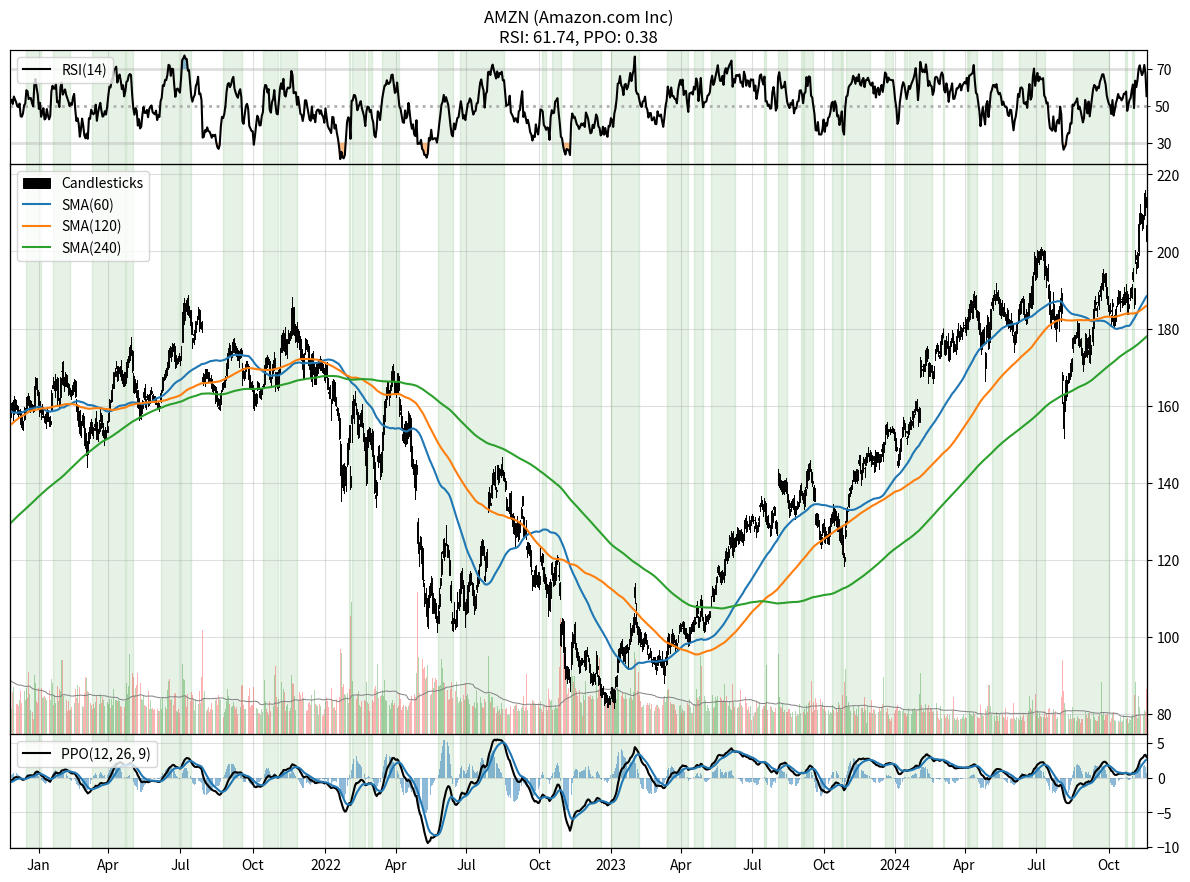 AMZN (Amazon.com Inc)
RSI: 61.74, PPO: 0.38
RSI(14)
70
50
30
Candlesticks
SMA(60)
SMA(120)
SMA(240)
220
200
180
160
140
120
100
80
PPO(12, 26, 9)
5
0
−5
−10
Jan Apr Jul Oct 2022 Apr Jul Oct 2023 Apr Jul Oct 2024 Apr Jul Oct